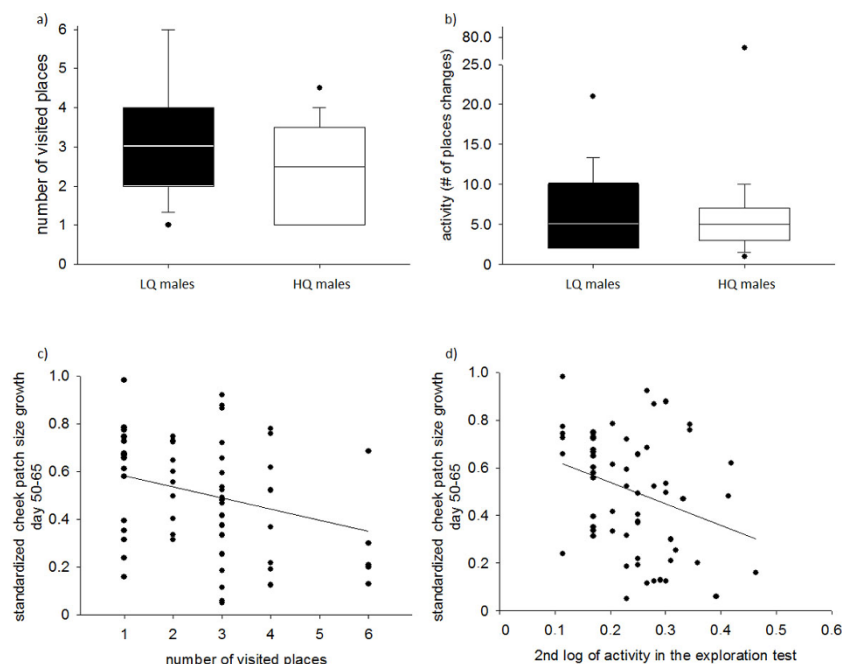 a)
number of visited places
6
5
4
3
2
1
0
LQ males
HQ males
b)
activity (# of places changes)
80.0
25.0
20.0
15.0
10.0
5.0
0
LQ males
HQ males
c)
standardized cheek patch size growth
day 50-65
1.0
0.8
0.6
0.4
0.2
0
1 2 3 4 5 6
number of visited places
d)
standardized cheek patch size growth
day 50-65
1.0
0.8
0.6
0.4
0.2
0
0 0.1 0.2 0.3 0.4 0.5 0.6
2nd log of activity in the exploration test